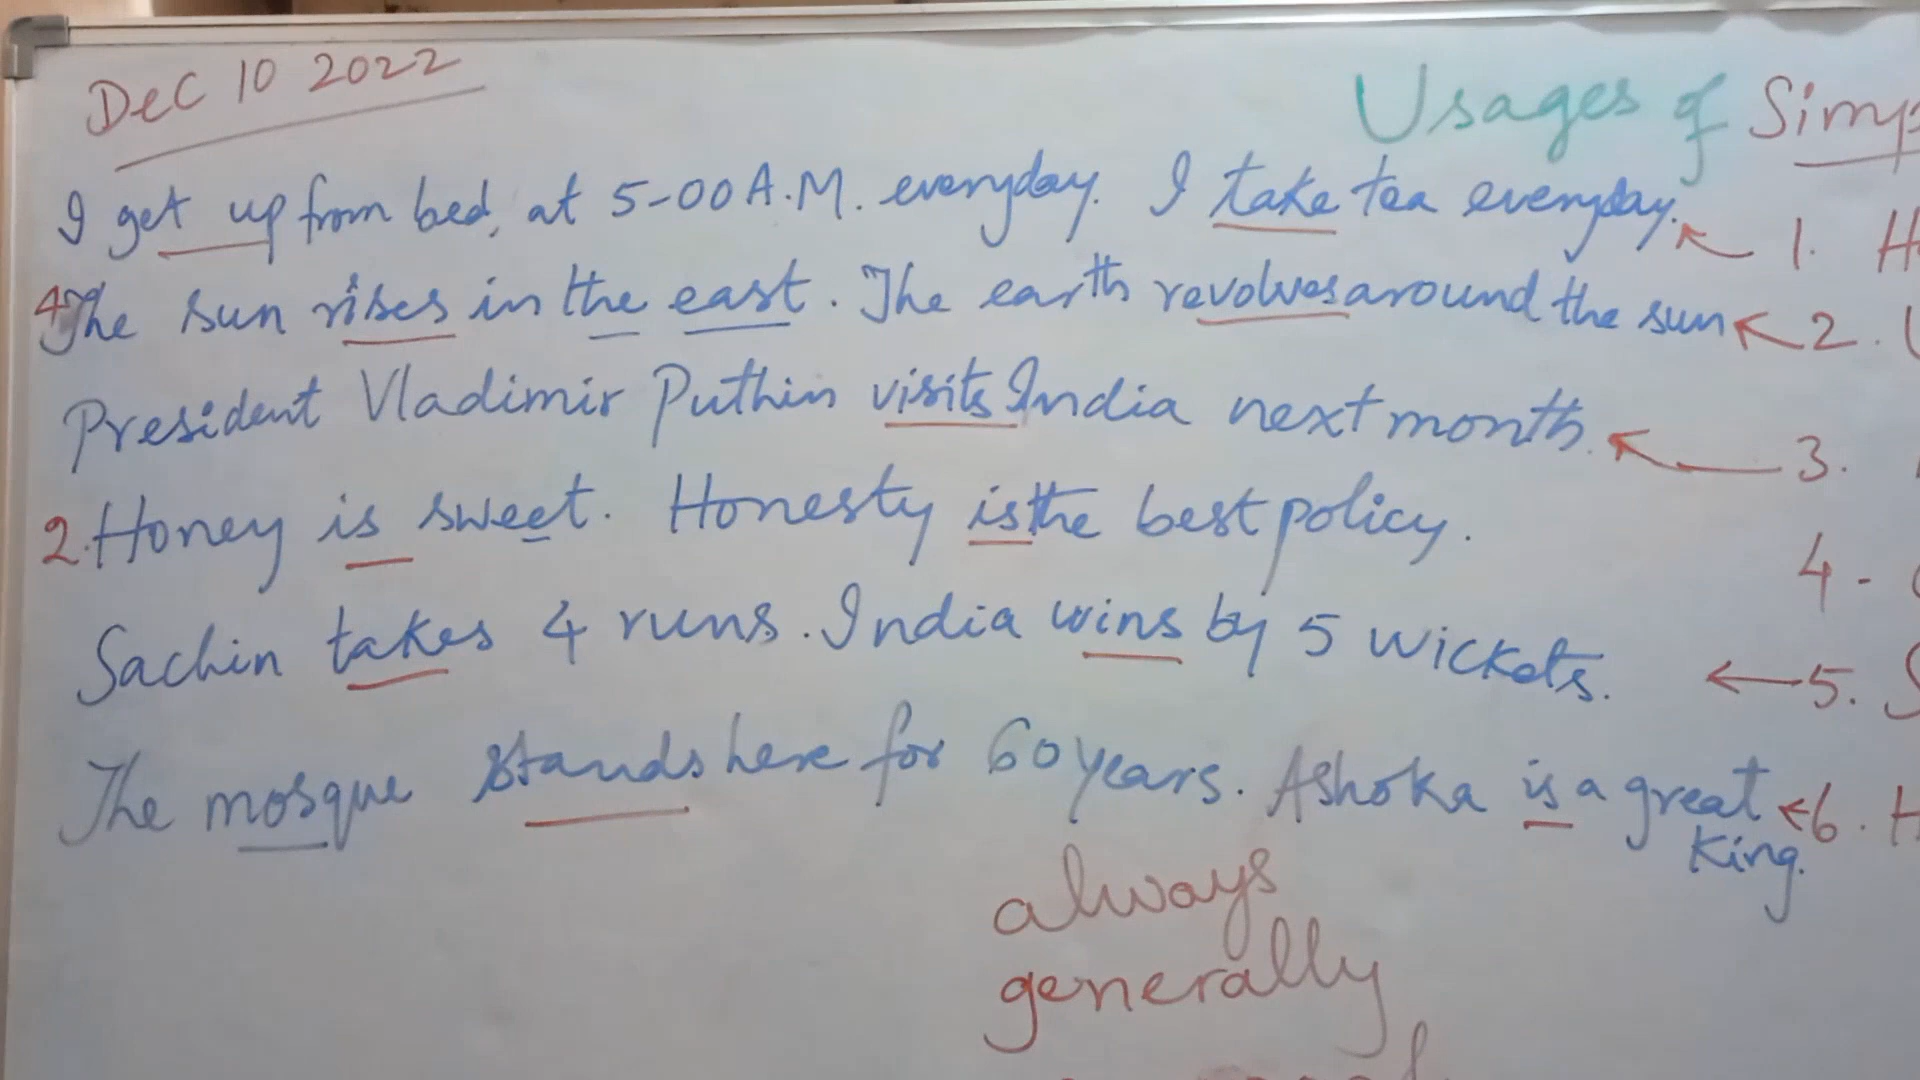 Dec 10 2022
Usages of Simp
I get up from bed, at 5-00 A.M. everyday. I take tea everyday. 1. H
4 The sun rises in the east. The earth revolves around the sun 2.
President Vladimir Puthin visits India next month. 3.
2. Honey is sweet. Honesty is the best policy.
4 -
Sachin takes 4 runs. India wins by 5 wickets. 5. S
The mosque stands here for 60 years. Ashoka is a great 6. H
King.
always
generally